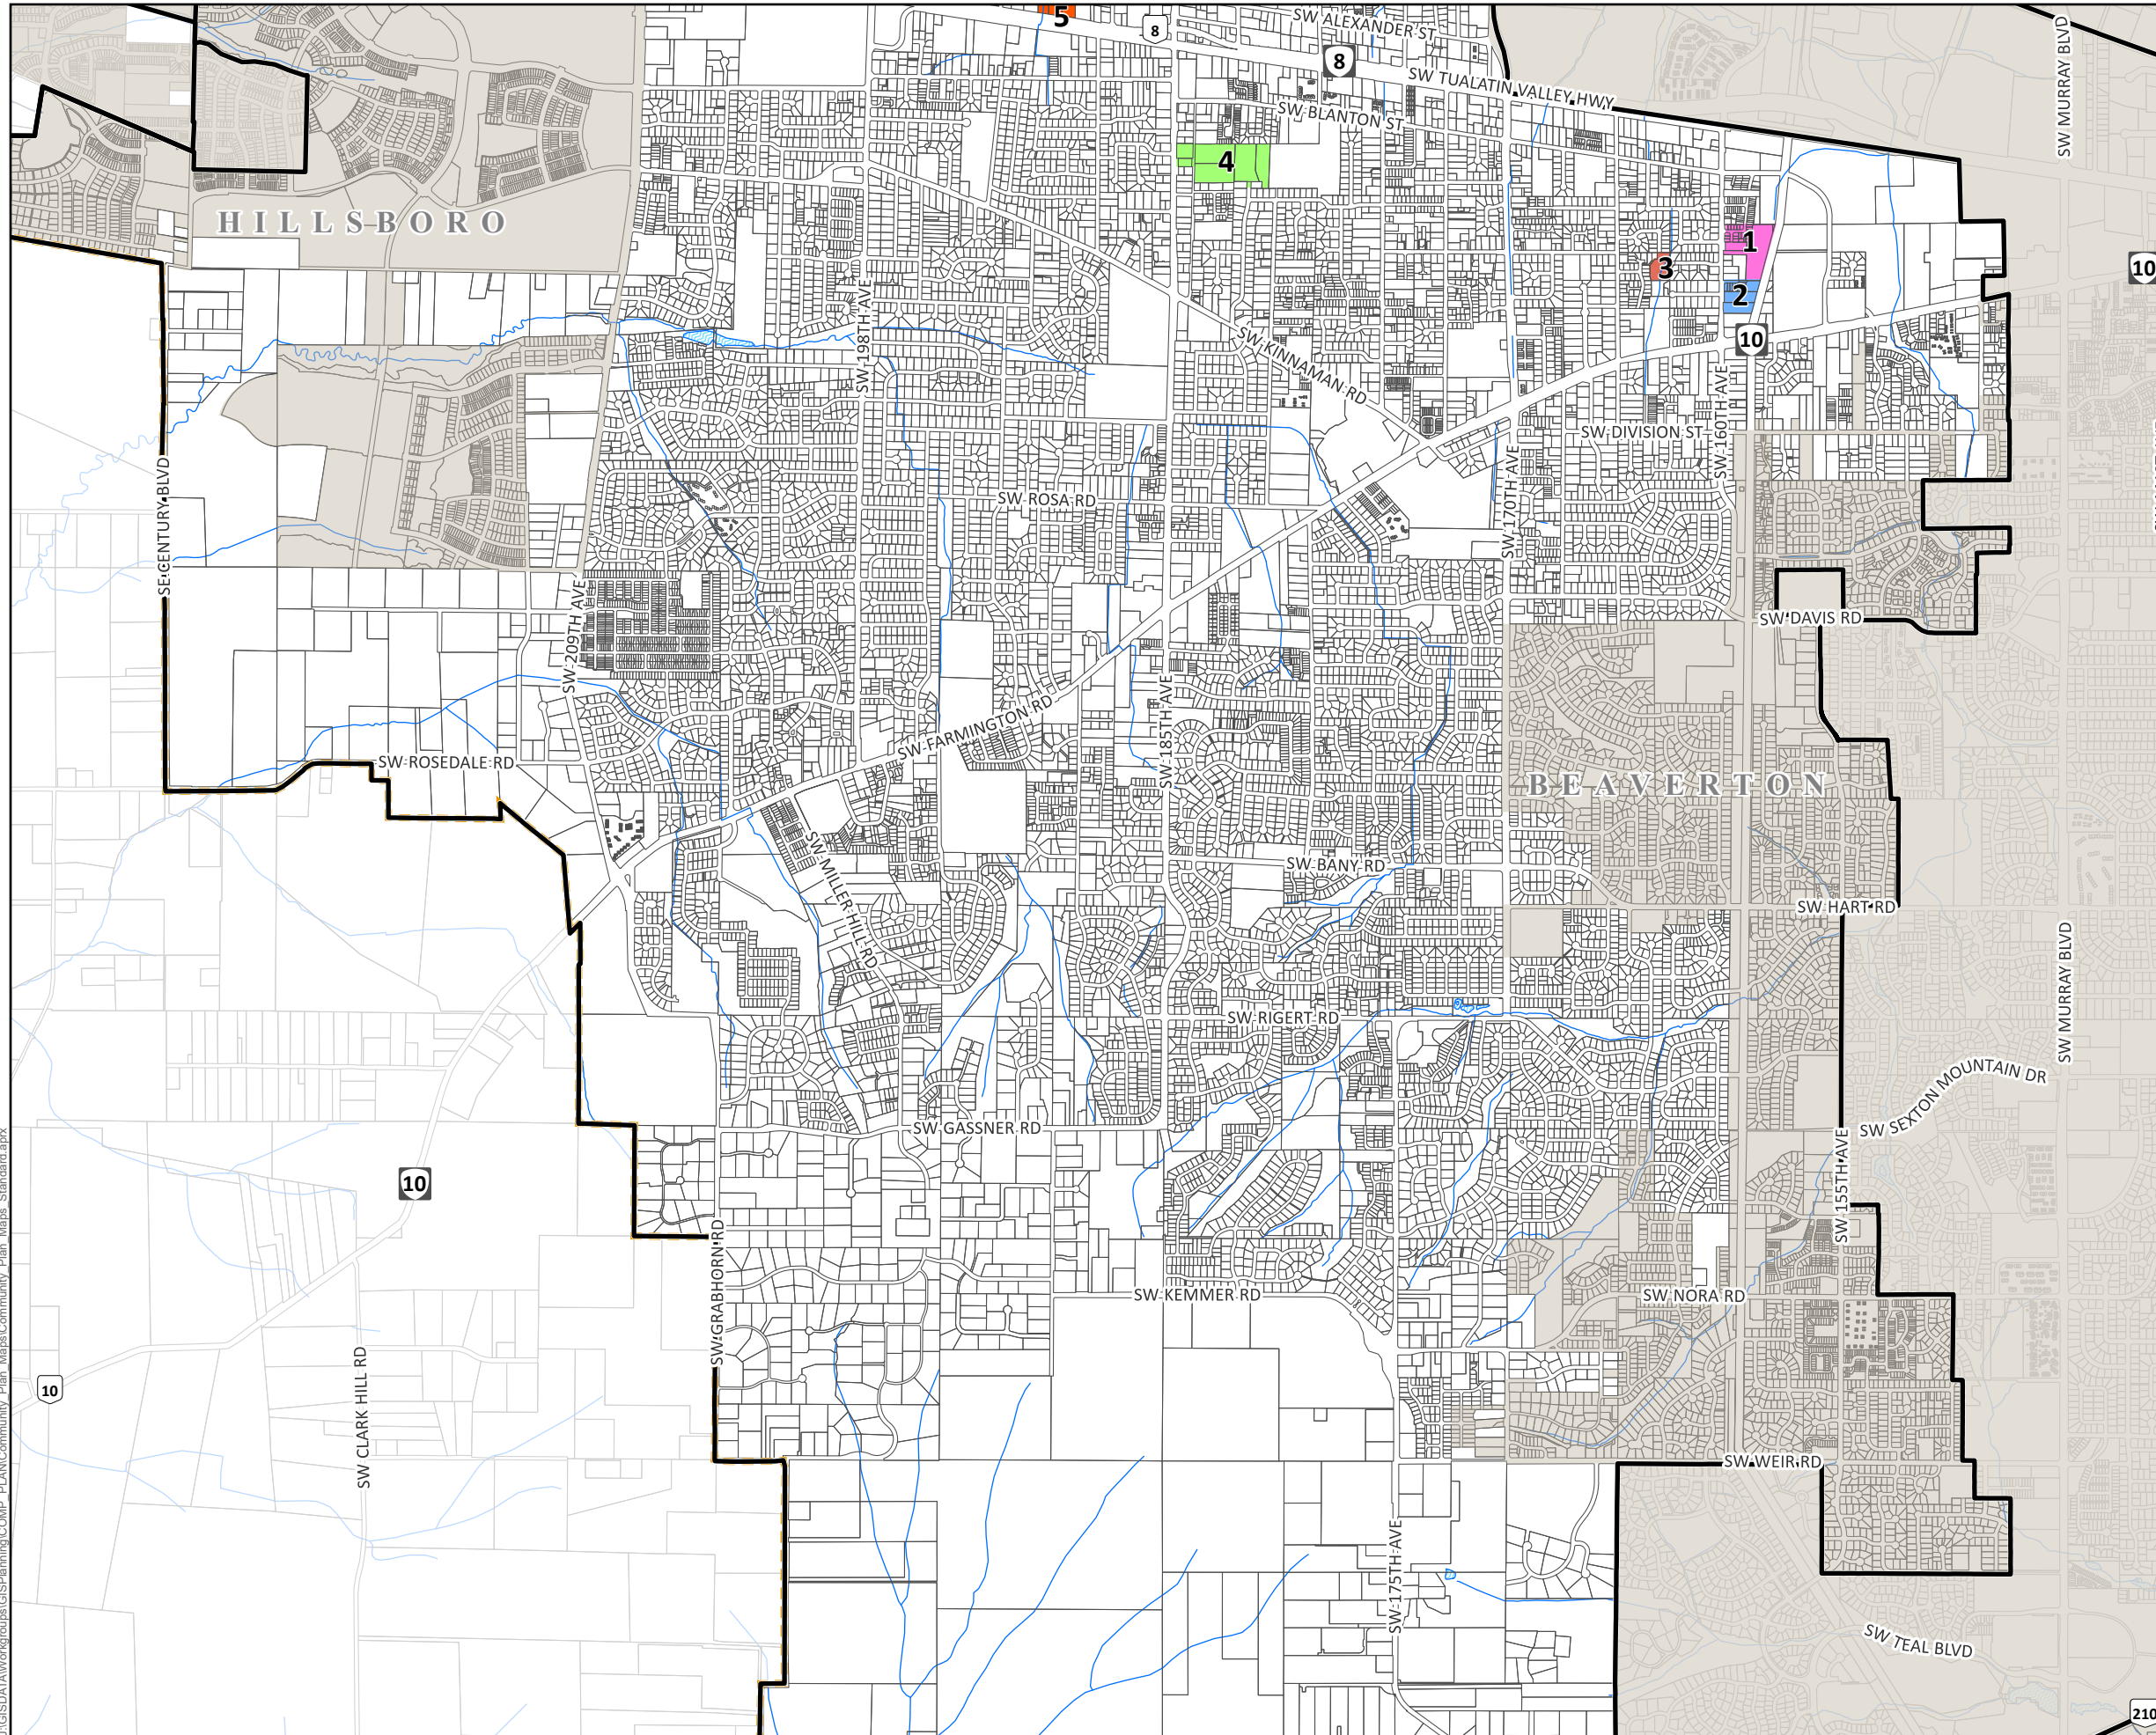 5
8
SW ALEXANDER ST
8
SW TUALATIN VALLEY HWY
SW MURRAY BLVD
SW BLANTON ST
4
HILLSBORO
1
3
2
10
10
SW 198TH AVE
SW KINNAMAN RD
SW DIVISION ST
SW 160TH AVE
SE CENTURY BLVD
SW ROSA RD
SW 170TH AVE
SW 209TH AVE
SW DAVIS RD
SW FARMINGTON RD
SW 185TH AVE
SW ROSEDALE RD
BEAVERTON
SW MILLER HILL RD
SW BANY RD
SW HART RD
SW MURRAY BLVD
SW RIGERT RD
SW SEXTON MOUNTAIN DR
SW GASSNER RD
10
SW 155TH AVE
SW GRABHORN RD
SW KEMMER RD
SW NORA RD
10
SW CLARK HILL RD
SW WEIR RD
SW 175TH AVE
SW TEAL BLVD
210